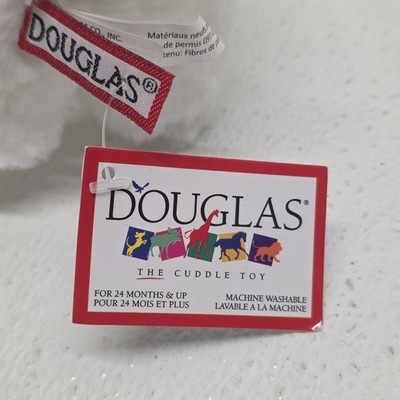 CO., INC.
Matériaux neufs
de permis
Fibres de
DOUGLAS®
DOUGLAS®
THE CUDDLE TOY
FOR 24 MONTHS & UP
POUR 24 MOIS ET PLUS
MACHINE WASHABLE
LAVABLE A LA MACHINE